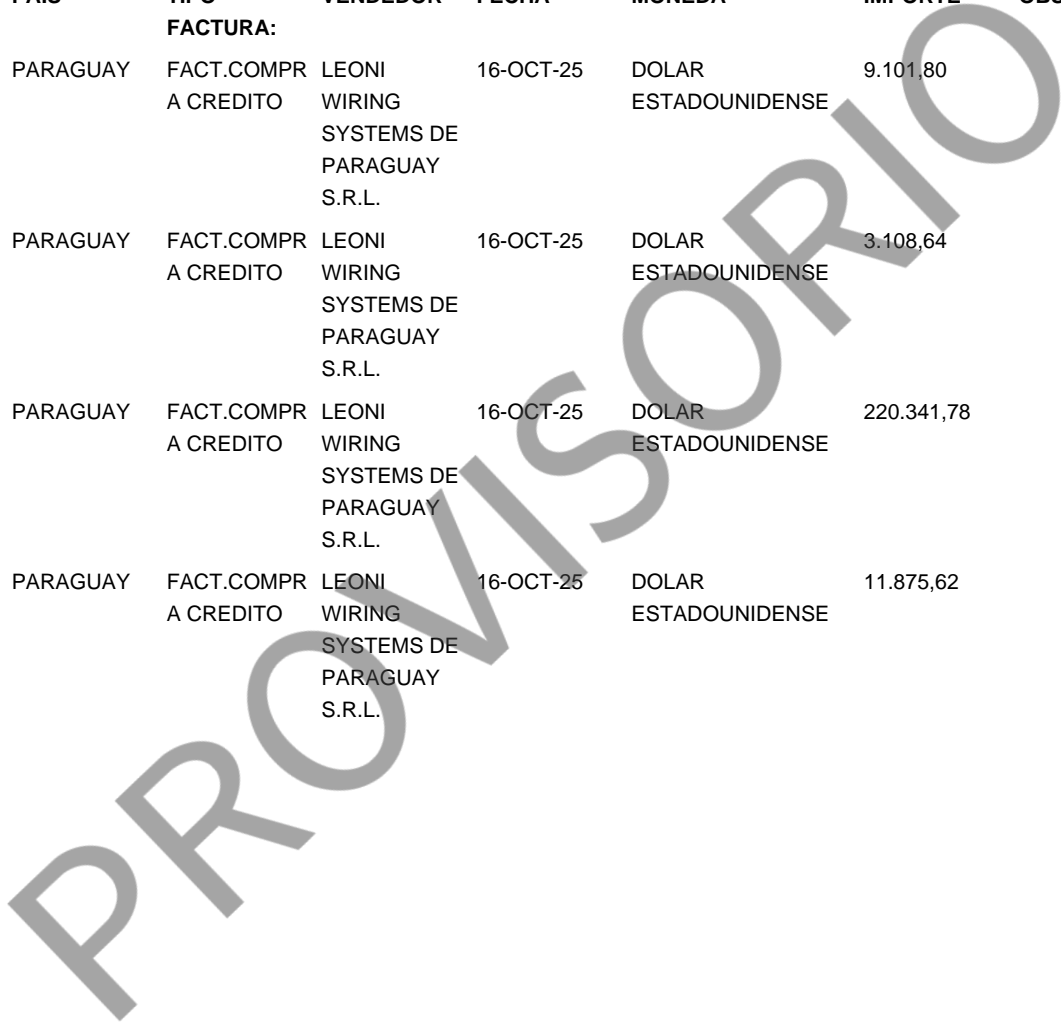 FACTURA:
PARAGUAY FACT.COMPR LEONI 16-OCT-25 DOLAR 9.101,80
A CREDITO WIRING ESTADOUNIDENSE
SYSTEMS DE
PARAGUAY
S.R.L.
PARAGUAY FACT.COMPR LEONI 16-OCT-25 DOLAR 3.108,64
A CREDITO WIRING ESTADOUNIDENSE
SYSTEMS DE
PARAGUAY
S.R.L.
PARAGUAY FACT.COMPR LEONI 16-OCT-25 DOLAR 220.341,78
A CREDITO WIRING ESTADOUNIDENSE
SYSTEMS DE
PARAGUAY
S.R.L.
PARAGUAY FACT.COMPR LEONI 16-OCT-25 DOLAR 11.875,62
A CREDITO WIRING ESTADOUNIDENSE
SYSTEMS DE
PARAGUAY
S.R.L.
PROVISORIO